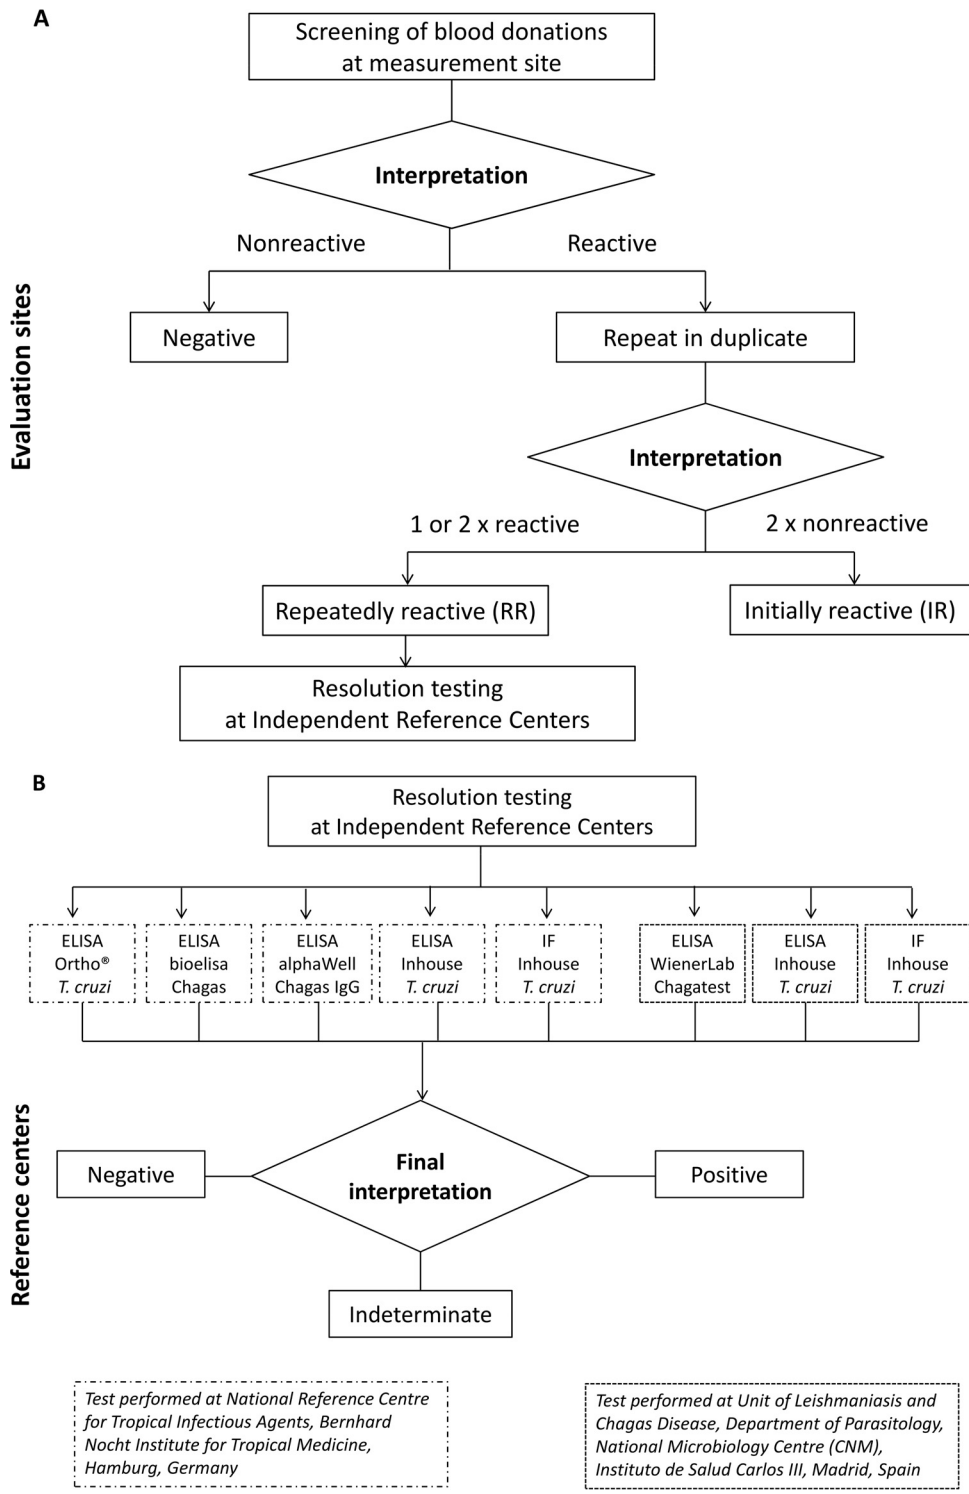 A
Screening of blood donations
at measurement site
Interpretation
Nonreactive
Reactive
Negative
Repeat in duplicate
Interpretation
1 or 2 x reactive
2 x nonreactive
Repeatedly reactive (RR)
Initially reactive (IR)
Resolution testing
at Independent Reference Centers
Evaluation sites
B
Resolution testing
at Independent Reference Centers
ELISA
Ortho®
T. cruzi
ELISA
bioelisa
Chagas
ELISA
alphaWell
Chagas IgG
ELISA
Inhouse
T. cruzi
IF
Inhouse
T. cruzi
ELISA
WienerLab
Chagatest
ELISA
Inhouse
T. cruzi
IF
Inhouse
T. cruzi
Final
interpretation
Negative
Positive
Indeterminate
Reference centers
Test performed at National Reference Centre
for Tropical Infectious Agents, Bernhard
Nocht Institute for Tropical Medicine,
Hamburg, Germany
Test performed at Unit of Leishmaniasis and
Chagas Disease, Department of Parasitology,
National Microbiology Centre (CNM),
Instituto de Salud Carlos III, Madrid, Spain